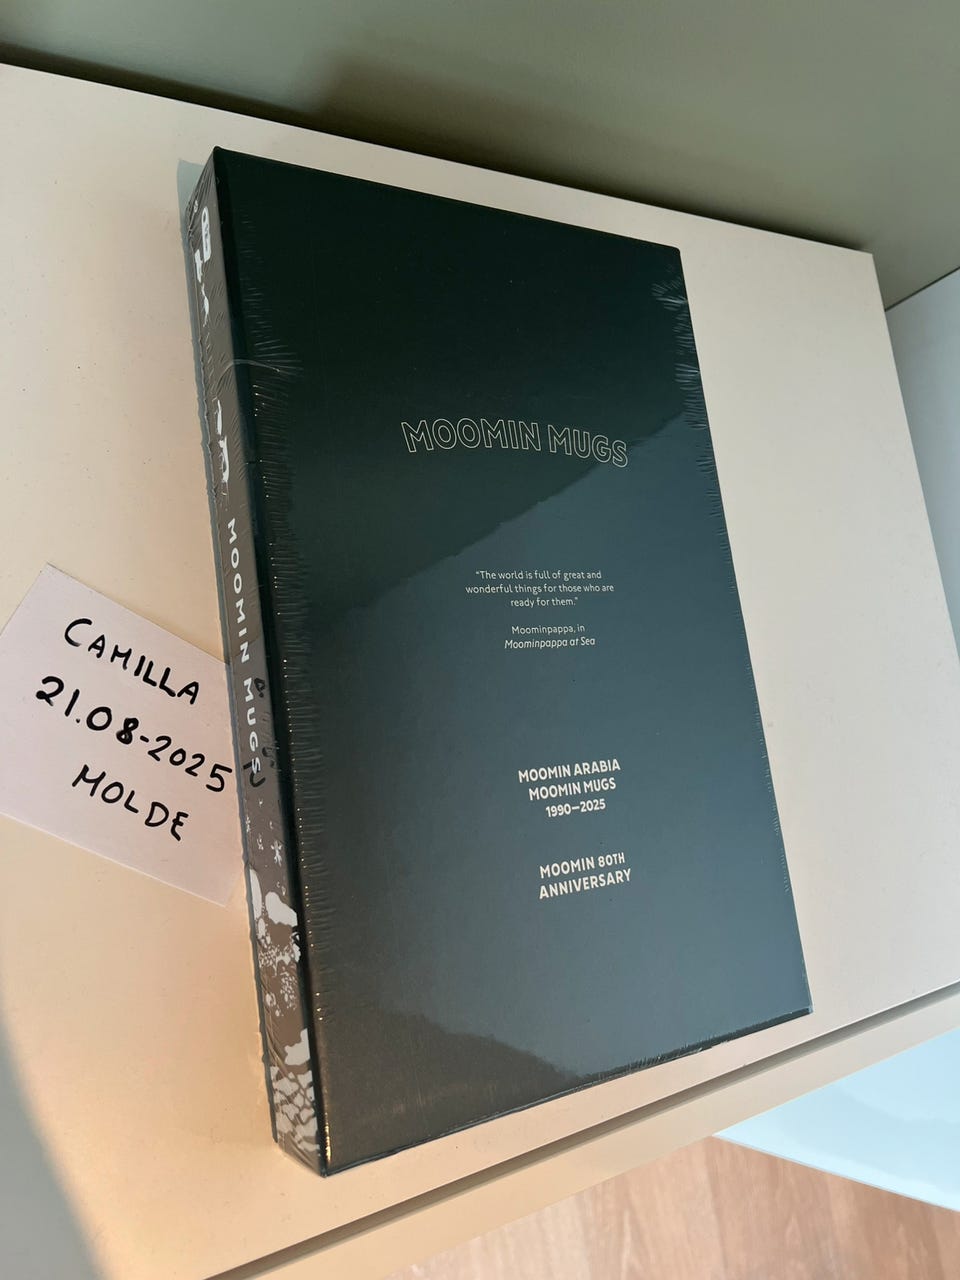 MOOMIN MUGS
"The world is full of great and
wonderful things for those who are
ready for them."
Moominpappa, in
Moominpappa at Sea
MOOMIN ARABIA
MOOMIN MUGS
1990–2025
MOOMIN 80TH
ANNIVERSARY
MOOMIN MUGS
CAMILLA
21.08-2025
MOLDE